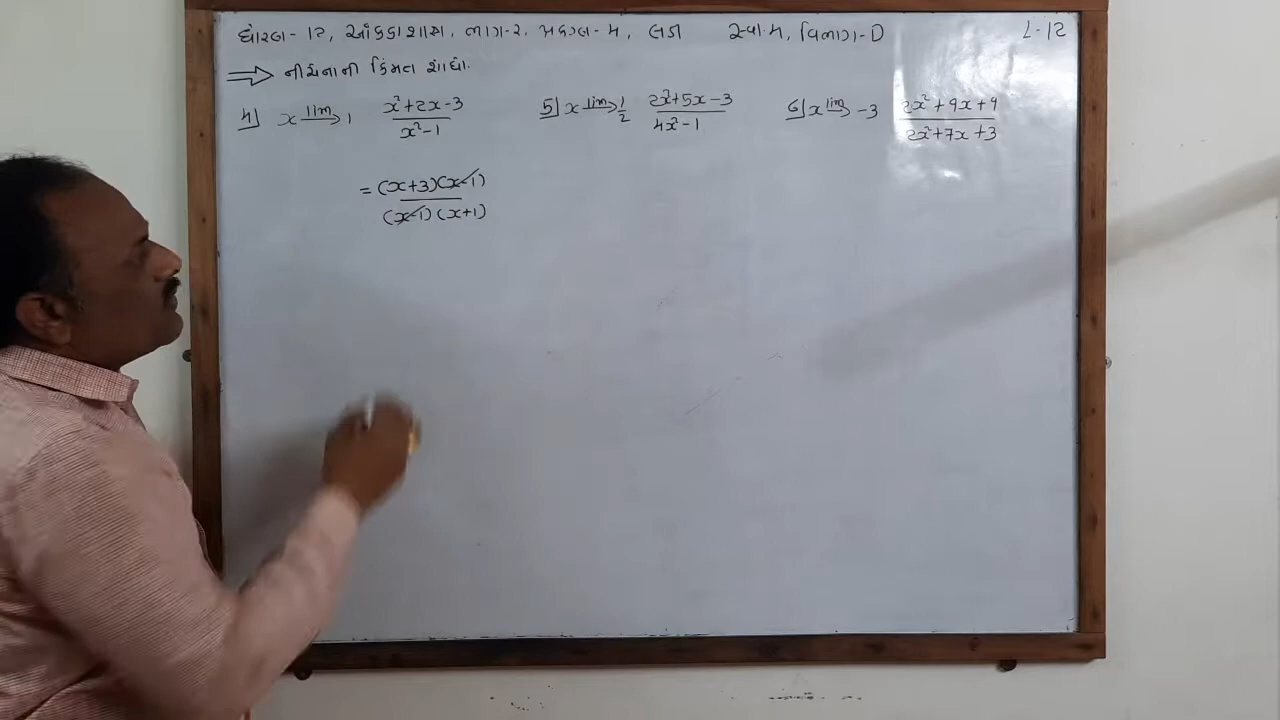 ધોરણ - 12, આંકડાશાસ્ત્ર, ભાગ-2, પ્રકરણ - 4, લક્ષ સ્વા. 4, વિભાગ-D L-12
⇒ નીચેનાની કિંમત શોધો.
4] x lim→ 1 (x²+2x-3)/(x²-1) 5] x lim→ 1/2 (2x²+5x-3)/(4x²-1) 6] x lim→ -3 (2x²+9x+9)/(2x²+7x+3)
= (x+3)(x-1)/(x-1)(x+1)